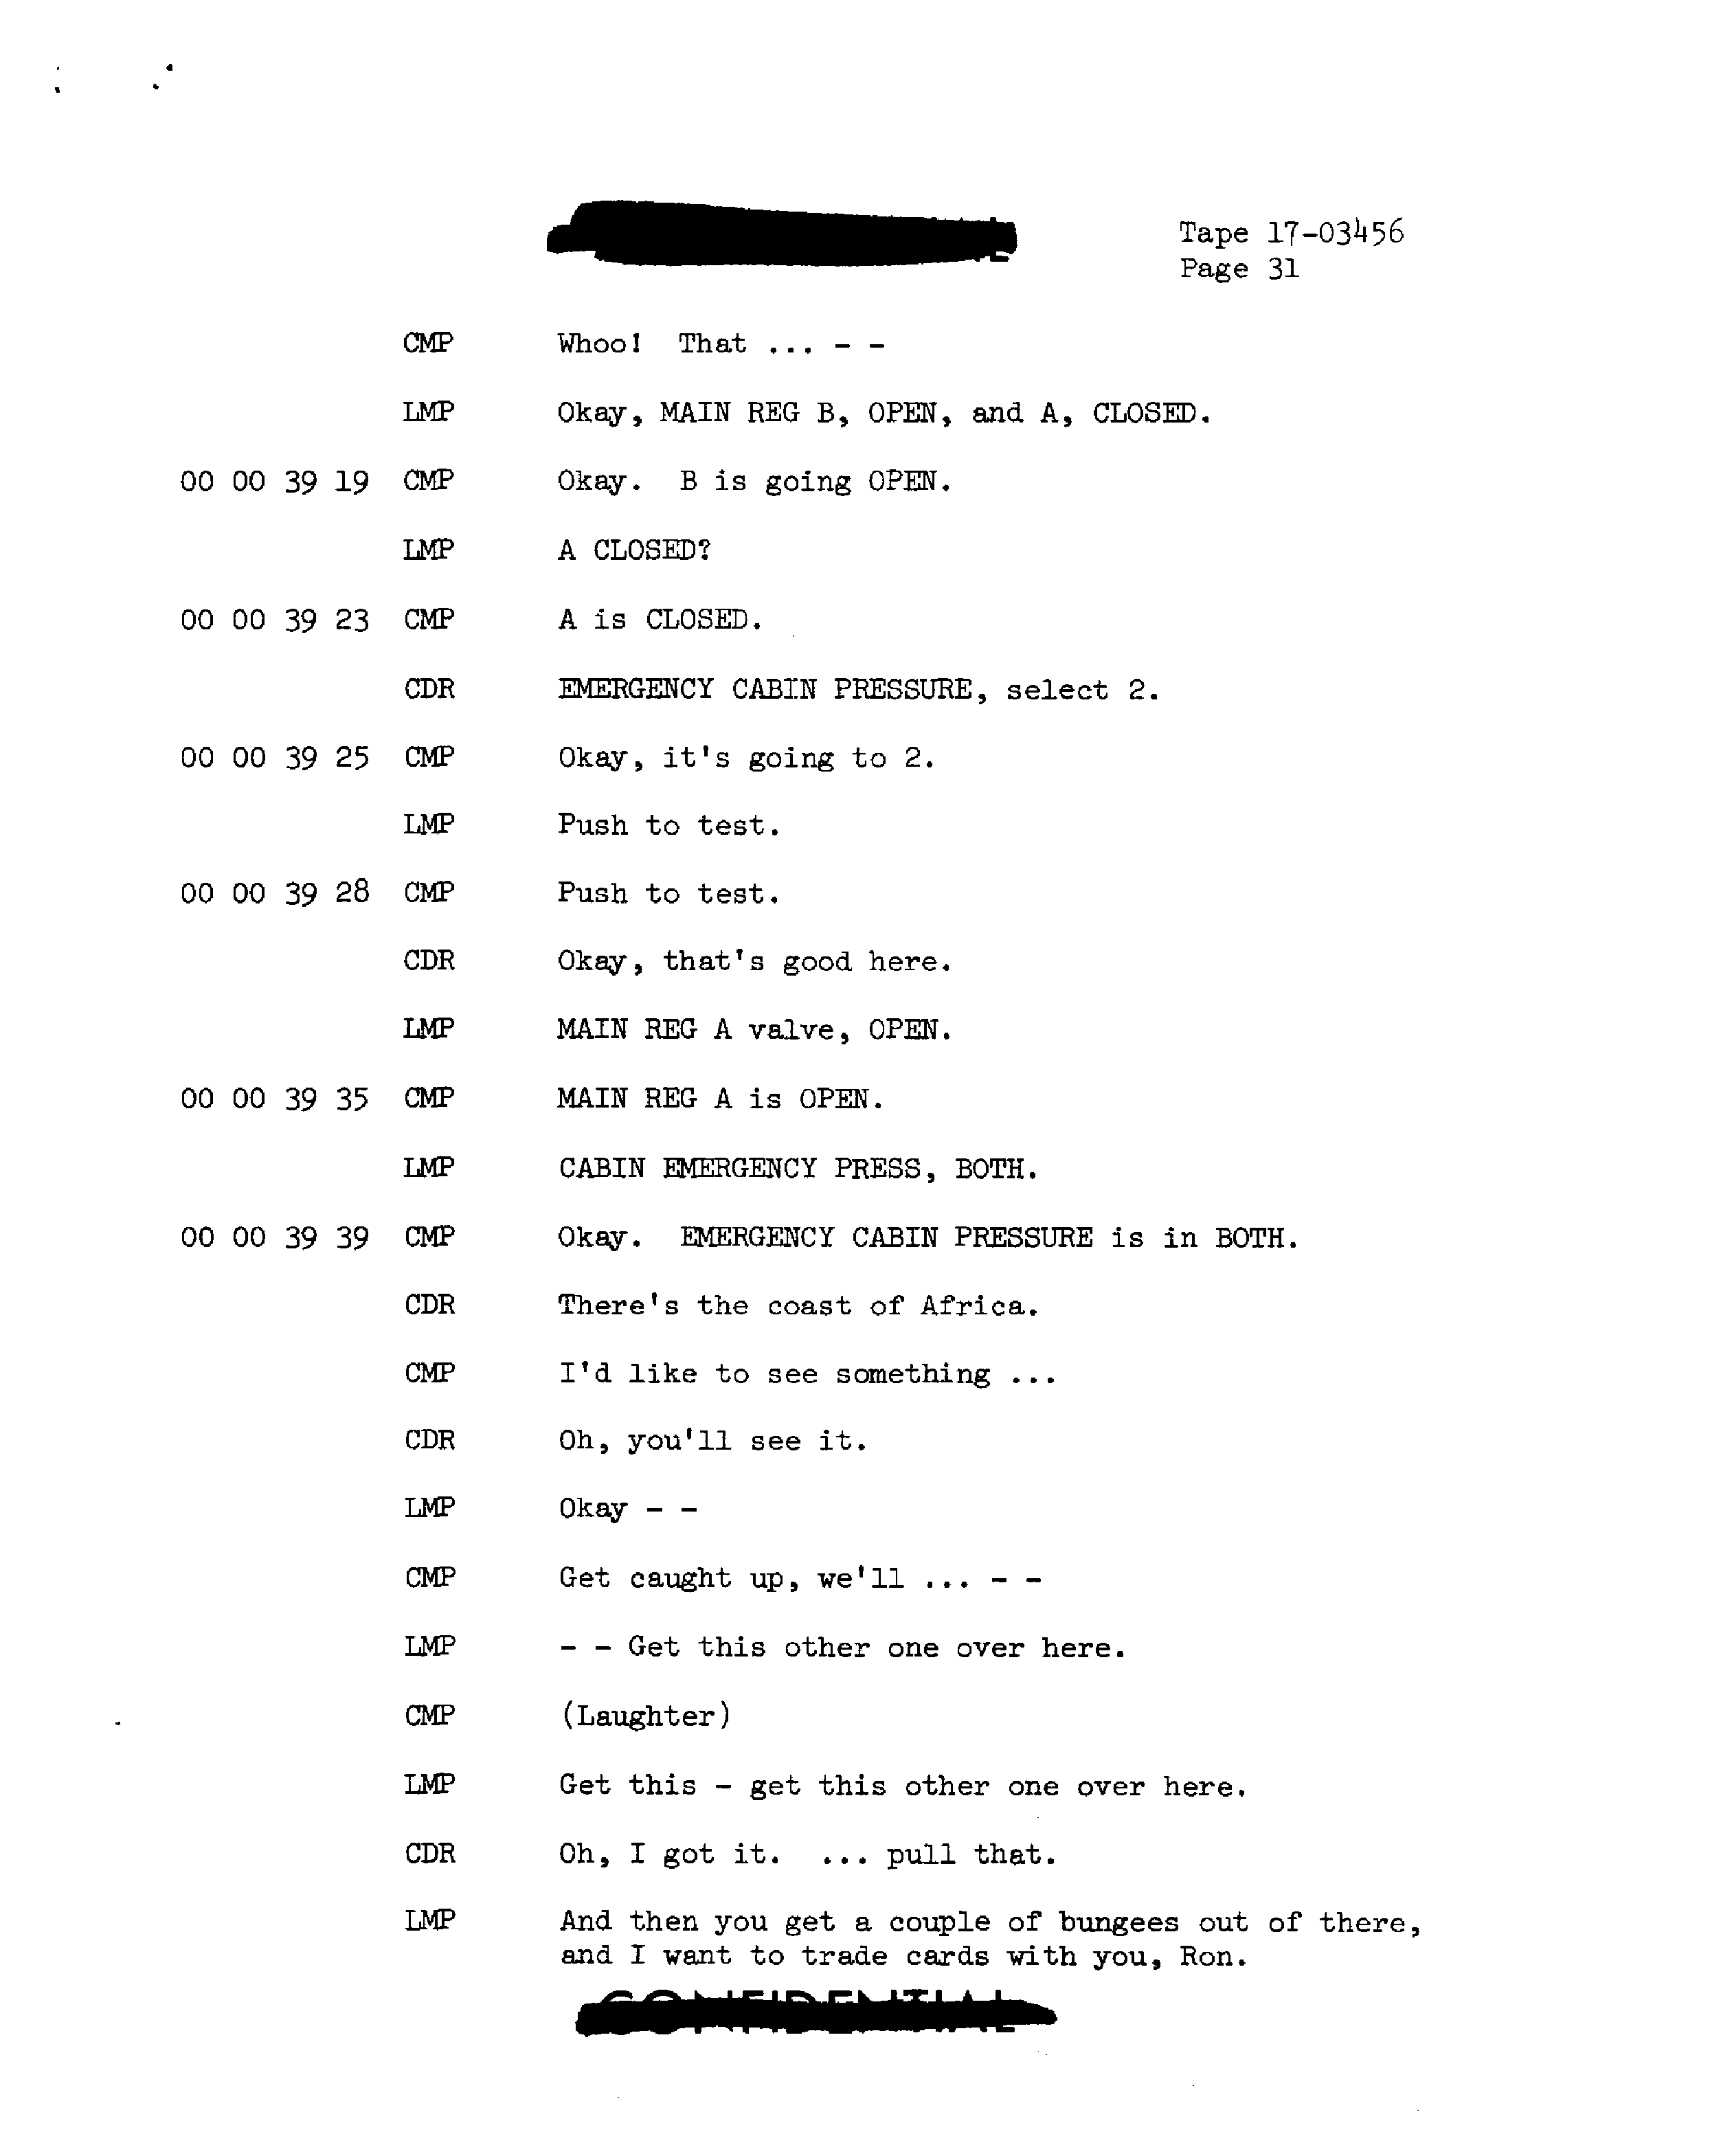 Tape 17-03456
Page 31
CMP Whoo! That ... - -
LMP Okay, MAIN REG B, OPEN, and A, CLOSED.
00 00 39 19 CMP Okay. B is going OPEN.
LMP A CLOSED?
00 00 39 23 CMP A is CLOSED.
CDR EMERGENCY CABIN PRESSURE, select 2.
00 00 39 25 CMP Okay, it's going to 2.
LMP Push to test.
00 00 39 28 CMP Push to test.
CDR Okay, that's good here.
LMP MAIN REG A valve, OPEN.
00 00 39 35 CMP MAIN REG A is OPEN.
LMP CABIN EMERGENCY PRESS, BOTH.
00 00 39 39 CMP Okay. EMERGENCY CABIN PRESSURE is in BOTH.
CDR There's the coast of Africa.
CMP I'd like to see something ...
CDR Oh, you'll see it.
LMP Okay - -
CMP Get caught up, we'll ... - -
LMP - - Get this other one over here.
CMP (Laughter)
LMP Get this - get this other one over here.
CDR Oh, I got it. ... pull that.
LMP And then you get a couple of bungees out of there,
and I want to trade cards with you, Ron.
CONFIDENTIAL